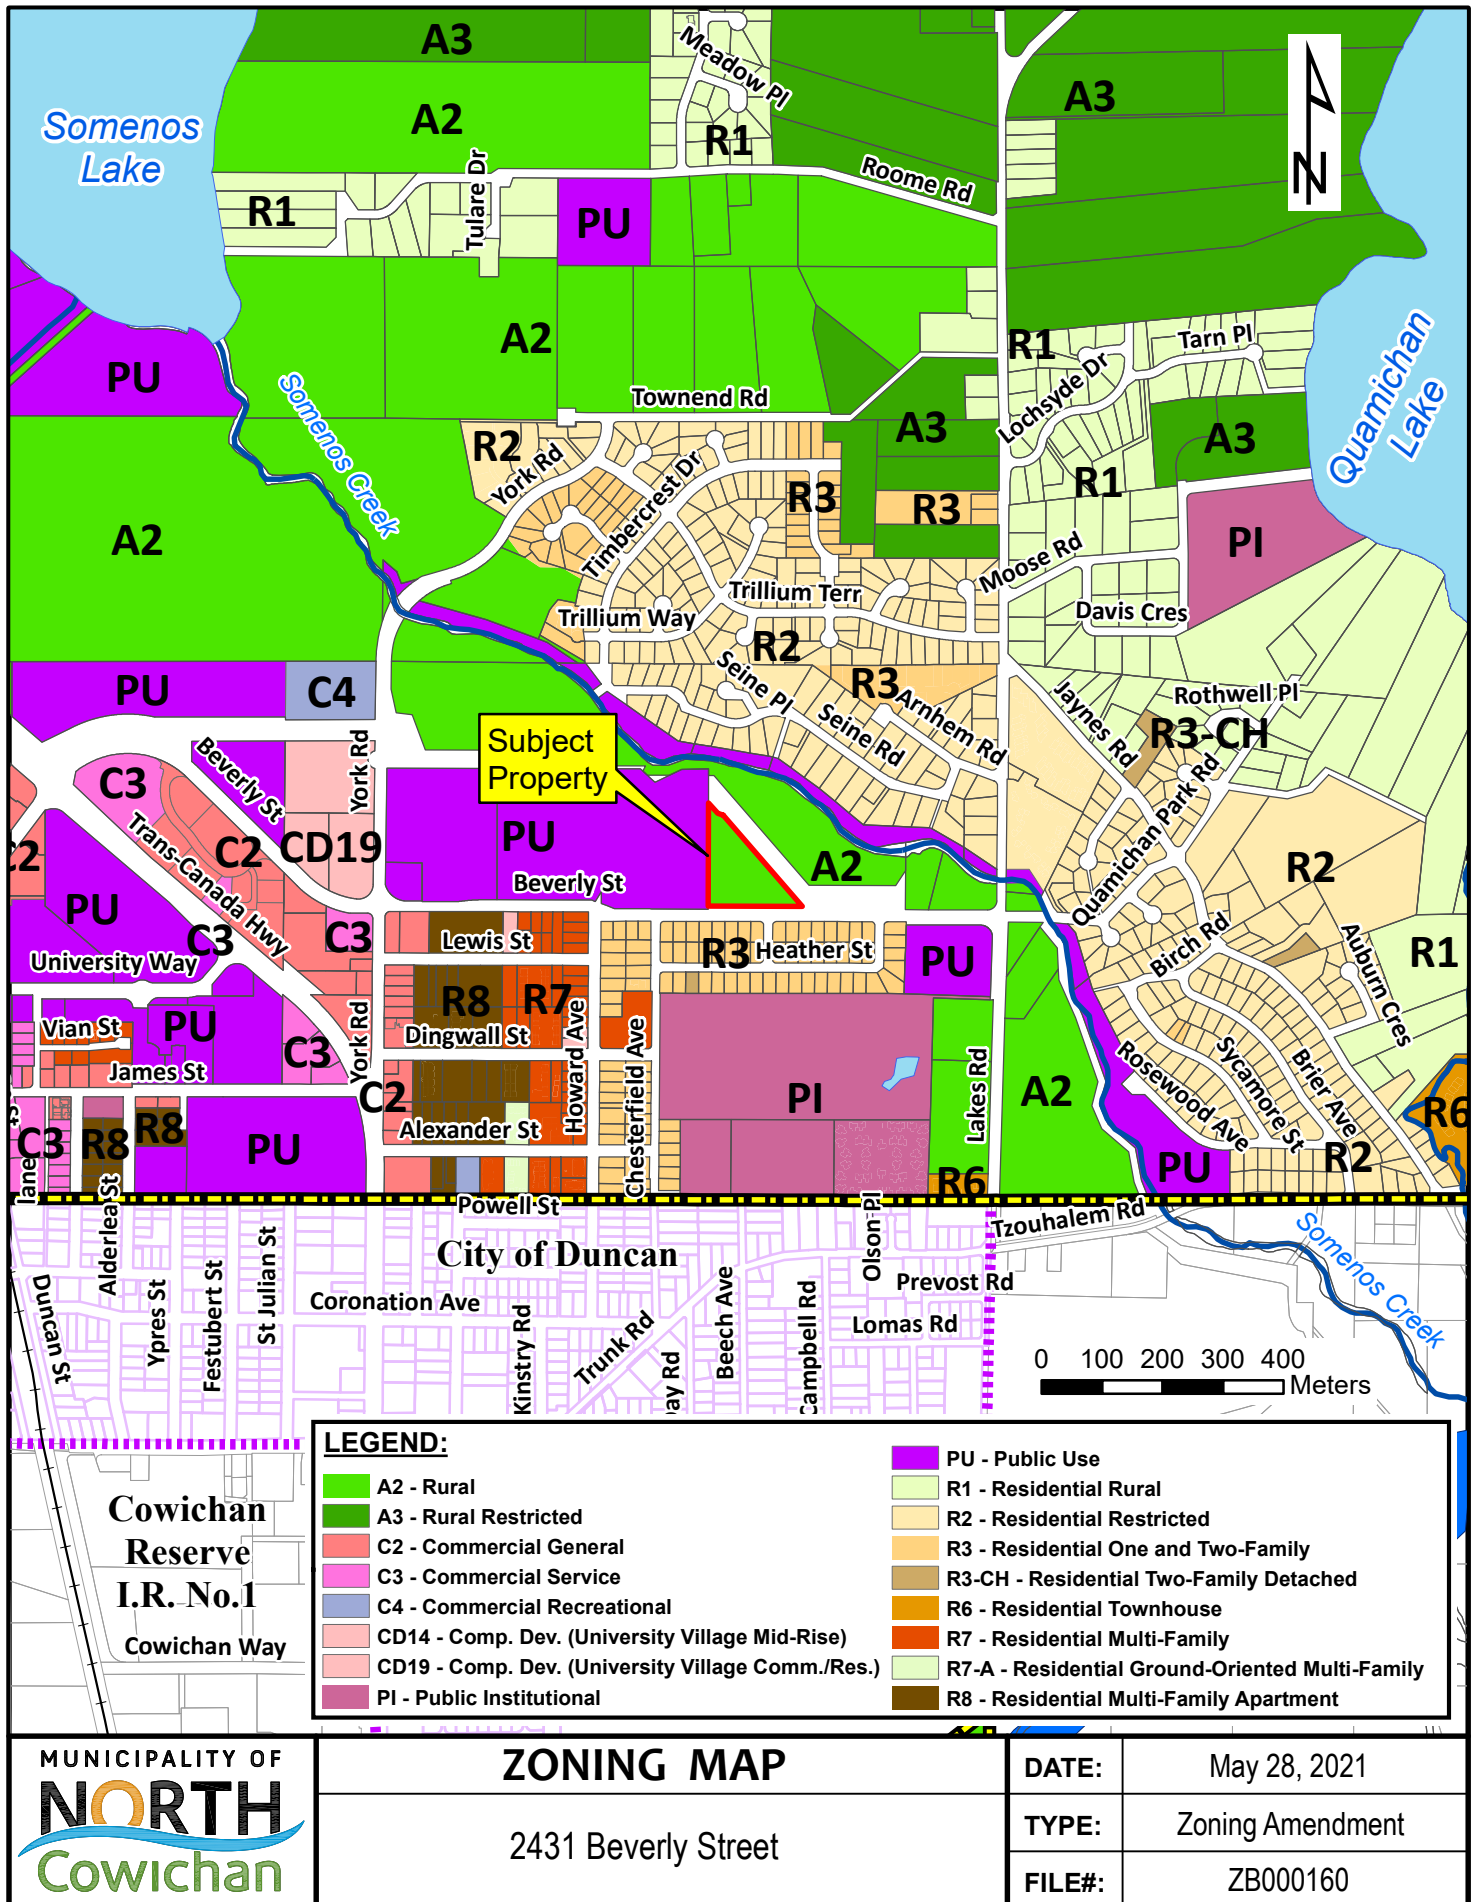 A3
A3
A2
Meadow Pl
R1
Somenos
Lake
Roome Rd
N
R1
Tulare Dr
PU
A2
PU
Somenos Creek
R1
Lochsyde Dr
Tarn Pl
Quamichan
Lake
Townend Rd
A3
A3
R2
York Rd
Timbercrest Dr
R3
R3
R1
A2
PI
Moose Rd
Trillium Terr
Trillium Way
Davis Cres
R2
Seine Pl
R3
PU
C4
Seine Rd
Arnhem Rd
Jaynes Rd
Rothwell Pl
R3-CH
Subject
Property
C3
Beverly St
York Rd
Quamichan Park Rd
C2
Trans-Canada Hwy
C2
CD19
PU
A2
R2
Beverly St
PU
C3
C3
University Way
Lewis St
R3
Heather St
PU
Birch Rd
Auburn Cres
R1
R8
R7
Vian St
PU
C3
York Rd
Dingwall St
Howard Ave
Chesterfield Ave
James St
C2
PI
Lakes Rd
A2
Rosewood Ave
Sycamore St
Brier Ave
R6
Alexander St
C3
R8
R8
PU
R6
PU
R2
Alderlea St
Powell St
Olson Pl
Tzouhalem Rd
Somenos Creek
City of Duncan
Duncan St
Ypres St
Festubert St
St Julian St
Coronation Ave
Kinstry Rd
Trunk Rd
Beech Ave
Campbell Rd
Prevost Rd
Lomas Rd
0 100 200 300 400
Meters
Cowichan
Reserve
I.R. No.1
Cowichan Way
LEGEND:
A2 - Rural
A3 - Rural Restricted
C2 - Commercial General
C3 - Commercial Service
C4 - Commercial Recreational
CD14 - Comp. Dev. (University Village Mid-Rise)
CD19 - Comp. Dev. (University Village Comm./Res.)
PI - Public Institutional
PU - Public Use
R1 - Residential Rural
R2 - Residential Restricted
R3 - Residential One and Two-Family
R3-CH - Residential Two-Family Detached
R6 - Residential Townhouse
R7 - Residential Multi-Family
R7-A - Residential Ground-Oriented Multi-Family
R8 - Residential Multi-Family Apartment
MUNICIPALITY OF
NORTH
Cowichan
ZONING MAP
2431 Beverly Street
DATE: May 28, 2021
TYPE: Zoning Amendment
FILE#: ZB000160